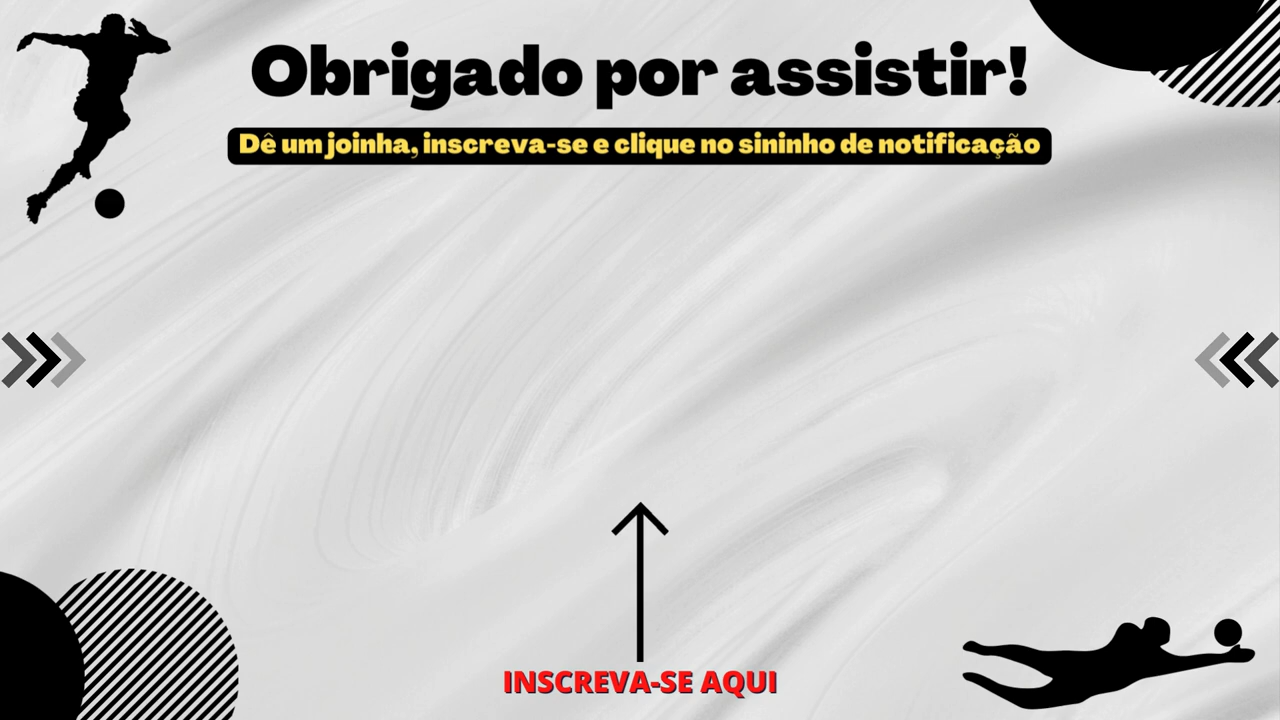 Obrigado por assistir!
Dê um joinha, inscreva-se e clique no sininho de notificação
INSCREVA-SE AQUI